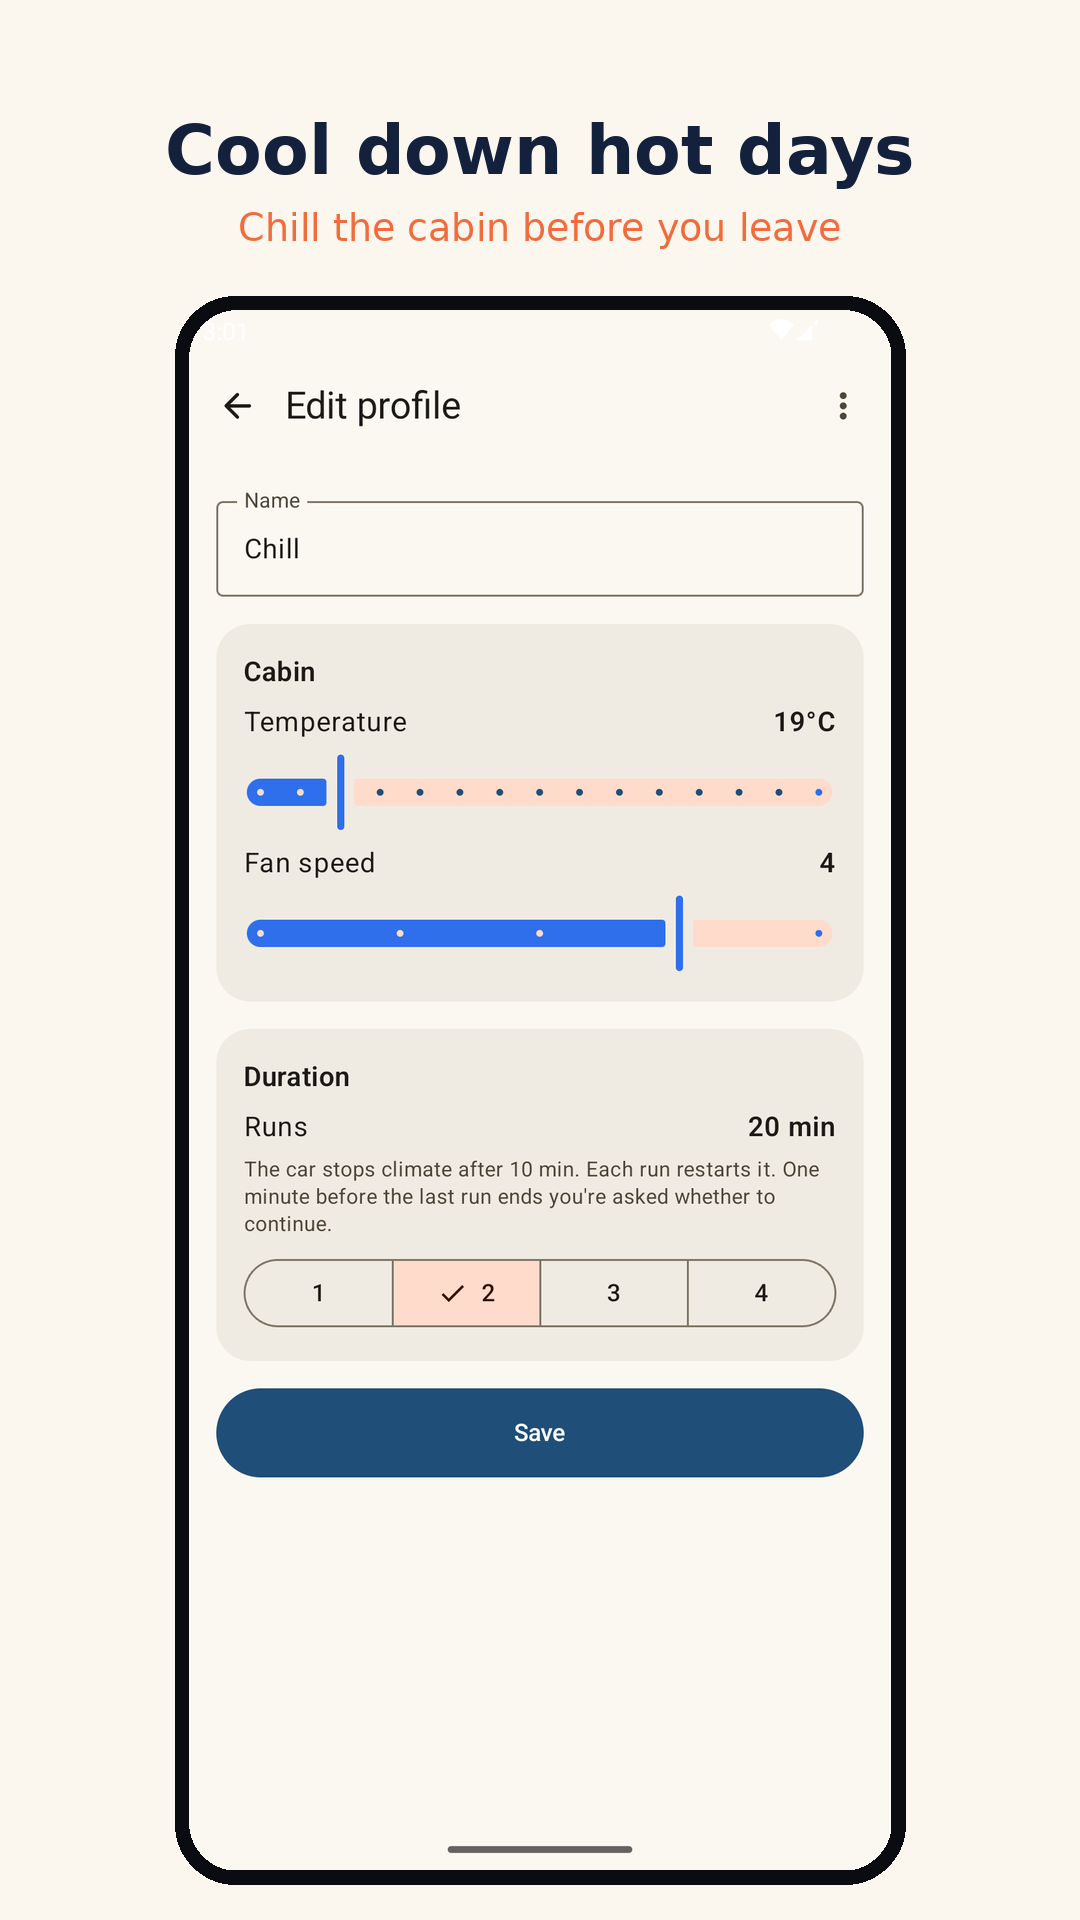 Cool down hot days
Chill the cabin before you leave
3:01
Edit profile
Name
Chill
Cabin
Temperature 19°C
Fan speed 4
Duration
Runs 20 min
The car stops climate after 10 min. Each run restarts it. One
minute before the last run ends you're asked whether to
continue.
1 2 3 4
Save